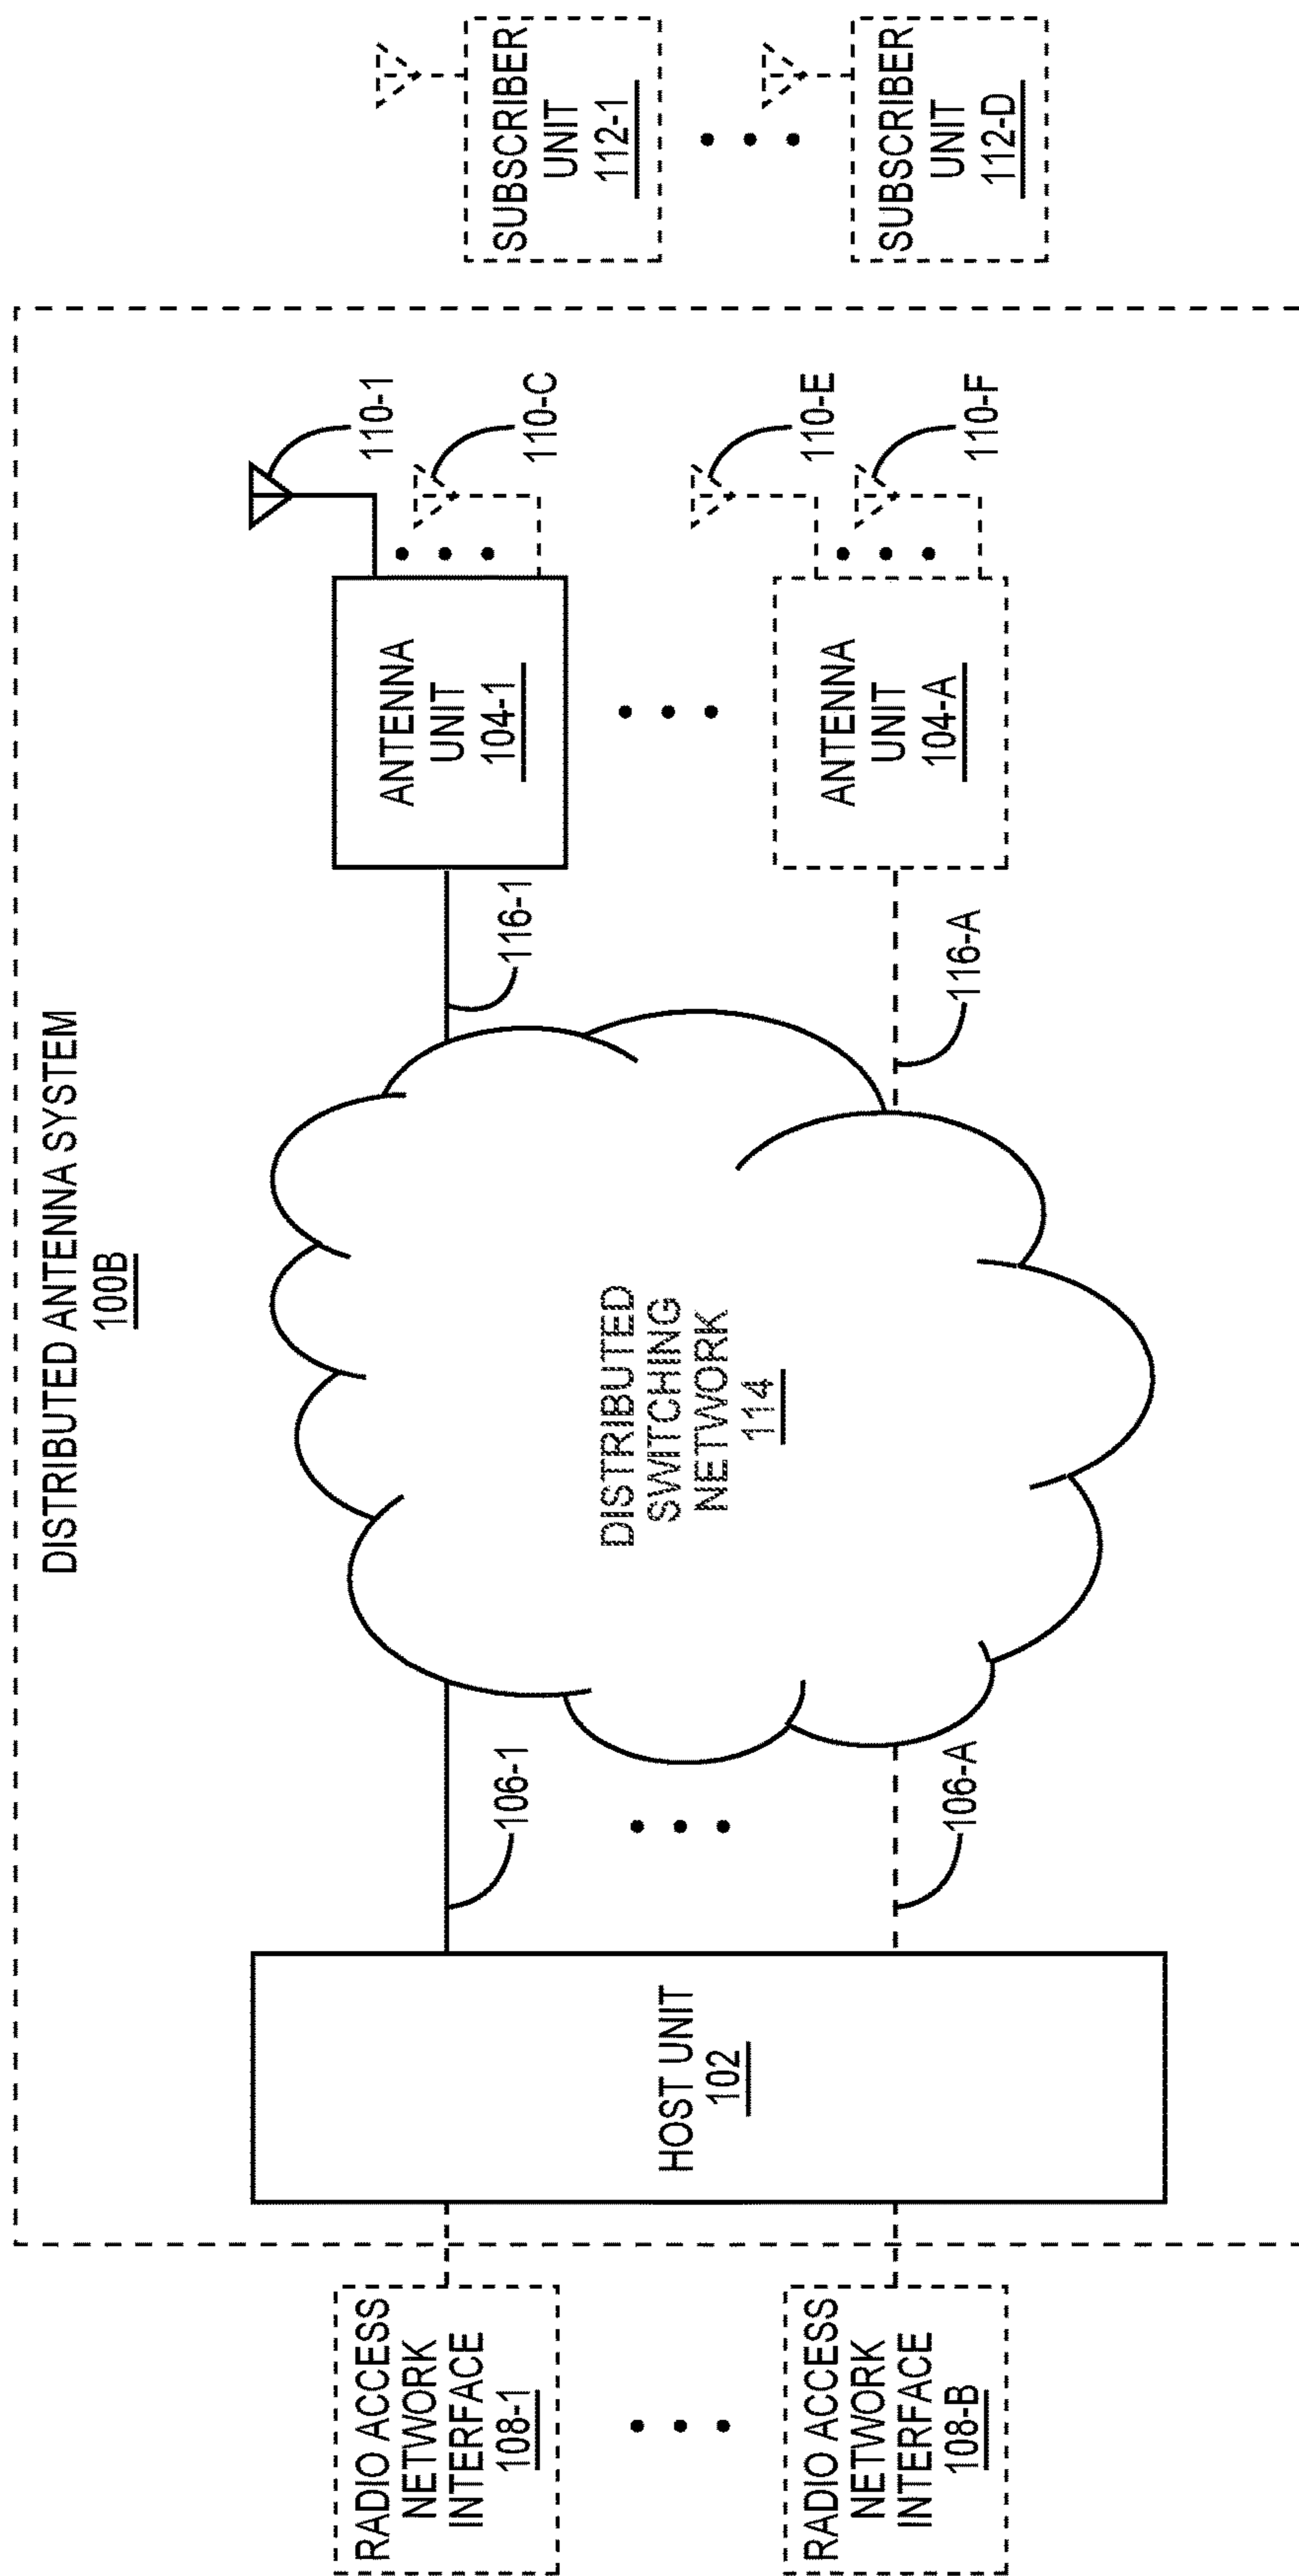 DISTRIBUTED ANTENNA SYSTEM
100B
RADIO ACCESS
NETWORK
INTERFACE
108-1
RADIO ACCESS
NETWORK
INTERFACE
108-B
HOST UNIT
102
106-1
106-A
DISTRIBUTED
SWITCHING
NETWORK
114
116-1
116-A
ANTENNA
UNIT
104-1
ANTENNA
UNIT
104-A
110-1
110-C
110-E
110-F
SUBSCRIBER
UNIT
112-1
SUBSCRIBER
UNIT
112-D